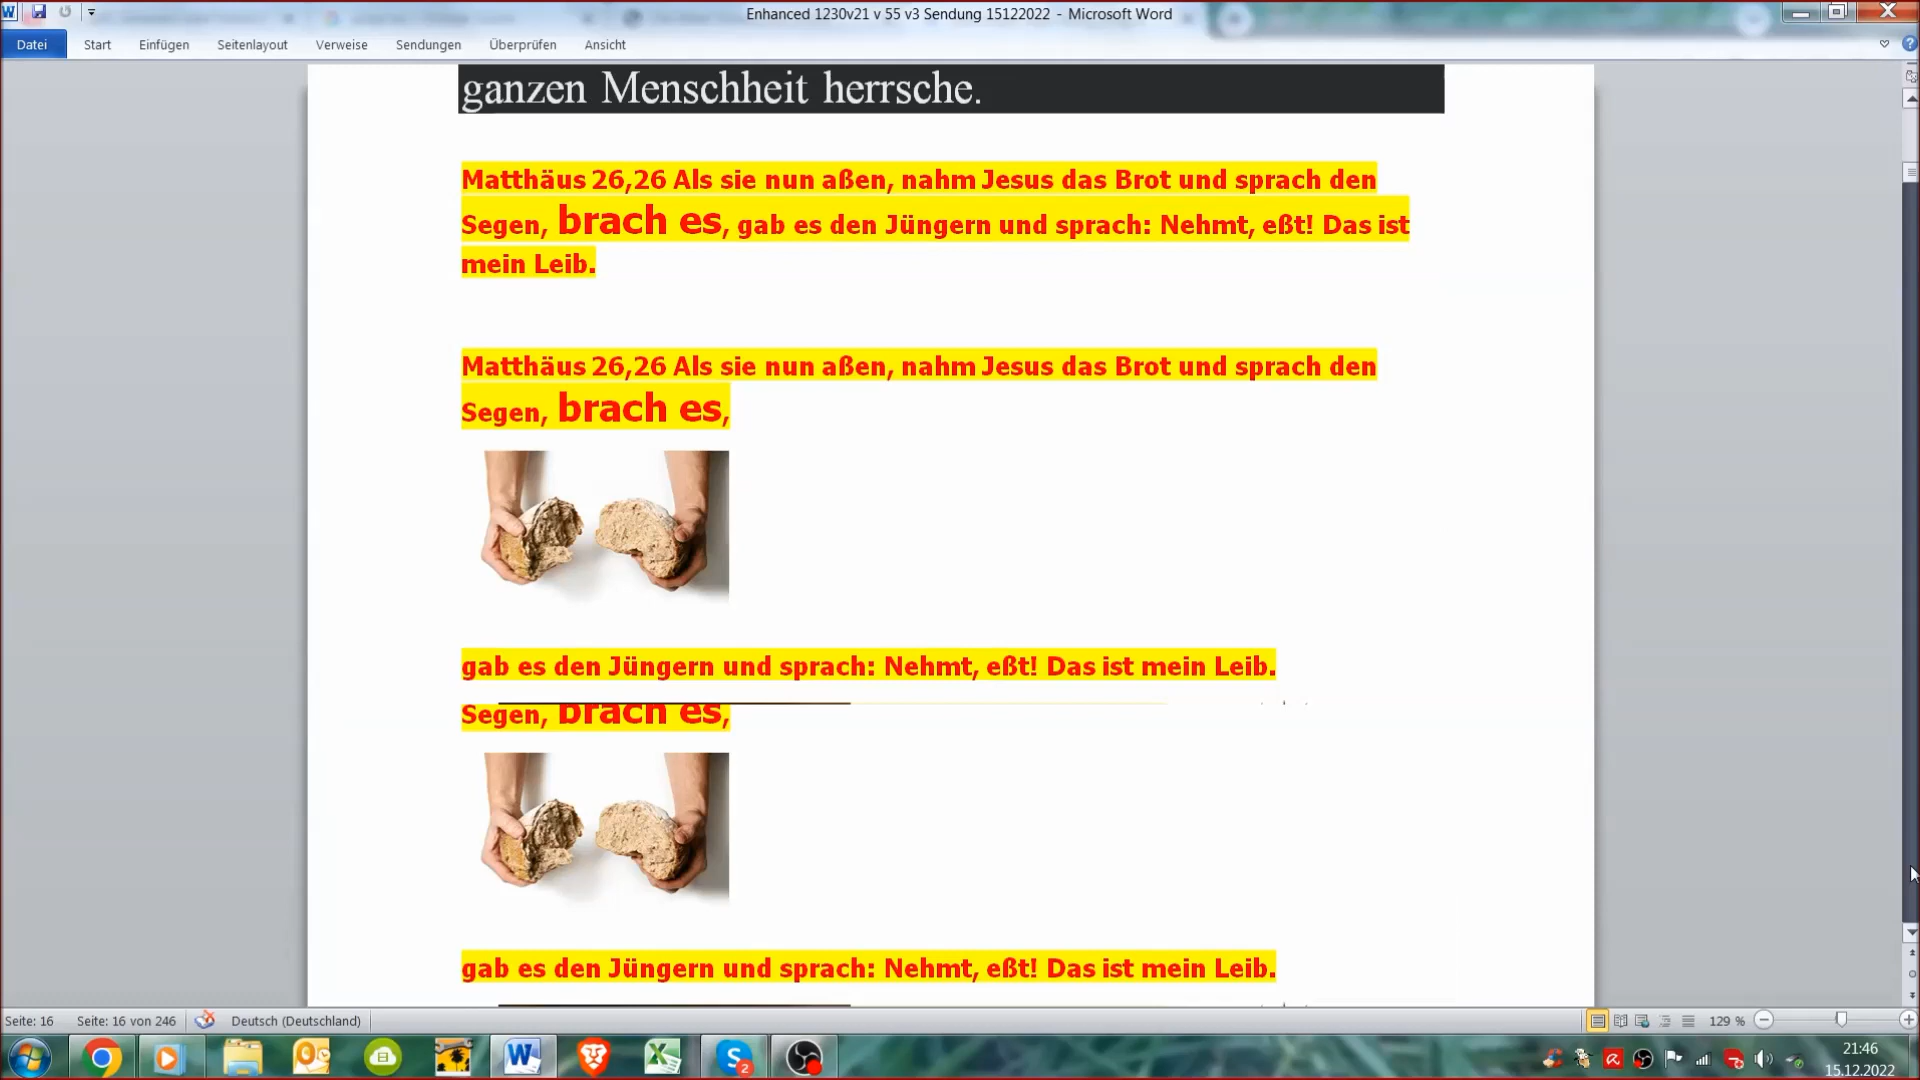 Enhanced 1230v21 v 55 v3 Sendung 15122022 - Microsoft Word
Datei Start Einfügen Seitenlayout Verweise Sendungen Überprüfen Ansicht
ganzen Menschheit herrsche.
Matthäus 26,26 Als sie nun aßen, nahm Jesus das Brot und sprach den
Segen, brach es, gab es den Jüngern und sprach: Nehmt, eßt! Das ist
mein Leib.
Matthäus 26,26 Als sie nun aßen, nahm Jesus das Brot und sprach den
Segen, brach es,
gab es den Jüngern und sprach: Nehmt, eßt! Das ist mein Leib.
Segen, brach es,
gab es den Jüngern und sprach: Nehmt, eßt! Das ist mein Leib.
Seite: 16 Seite: 16 von 246 Deutsch (Deutschland) 129 %
2
21:46
15.12.2022